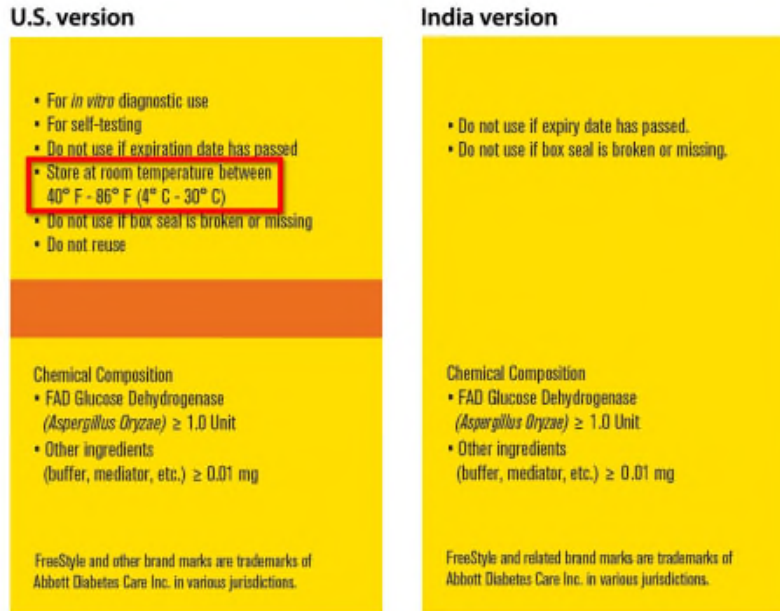 U.S. version
• For in vitro diagnostic use
• For self-testing
• Do not use if expiration date has passed
• Store at room temperature between
40° F - 86° F (4° C - 30° C)
• Do not use if box seal is broken or missing
• Do not reuse
Chemical Composition
• FAD Glucose Dehydrogenase
(Aspergillus Oryzae) ≥ 1.0 Unit
• Other ingredients
(buffer, mediator, etc.) ≥ 0.01 mg
FreeStyle and other brand marks are trademarks of
Abbott Diabetes Care Inc. in various jurisdictions.
India version
• Do not use if expiry date has passed.
• Do not use if box seal is broken or missing.
Chemical Composition
• FAD Glucose Dehydrogenase
(Aspergillus Oryzae) ≥ 1.0 Unit
• Other ingredients
(buffer, mediator, etc.) ≥ 0.01 mg
FreeStyle and related brand marks are trademarks of
Abbott Diabetes Care Inc. in various jurisdictions.